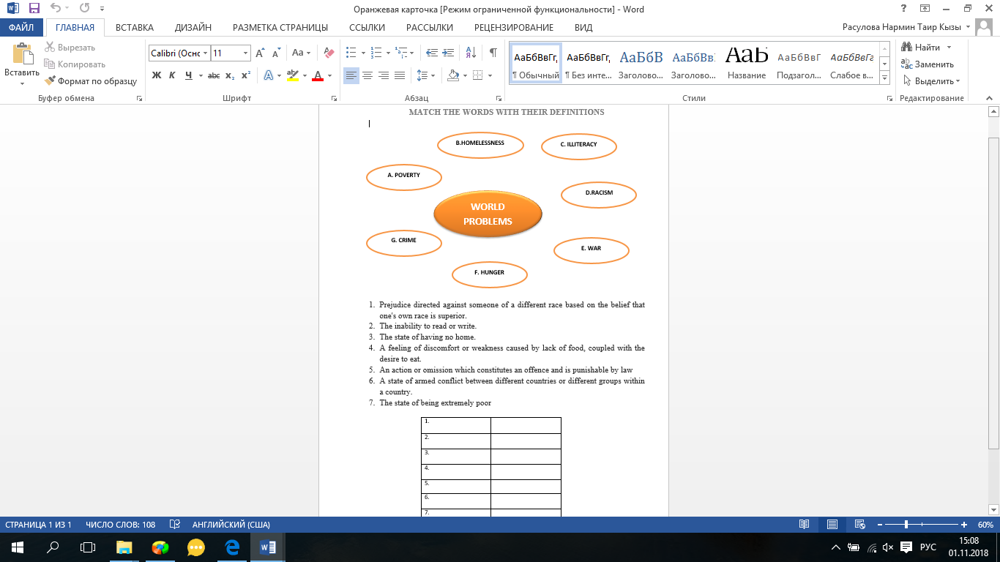 Оранжевая карточка [Режим ограниченной функциональности] - Word
ФАЙЛ ГЛАВНАЯ ВСТАВКА ДИЗАЙН РАЗМЕТКА СТРАНИЦЫ ССЫЛКИ РАССЫЛКИ РЕЦЕНЗИРОВАНИЕ ВИД Расулова Нармин Таир Кызы
Вставить
Вырезать
Копировать
Формат по образцу
Буфер обмена
Calibri (Оснс 11
Ж К Ч abc x₂ x²
Шрифт
Абзац
АаБбВвГг, АаБбВвГг, АаБбВ АаБбВв: АаЬ АаБбВвГ АаБбВвГг
¶ Обычный ¶ Без инте... Заголово... Заголово... Название Подзагол... Слабое в...
Стили
Найти
Заменить
Выделить
Редактирование
MATCH THE WORDS WITH THEIR DEFINITIONS
B.HOMELESSNESS
C. ILLITERACY
A. POVERTY
D.RACISM
WORLD
PROBLEMS
G. CRIME
E. WAR
F. HUNGER
1. Prejudice directed against someone of a different race based on the belief that
one's own race is superior.
2. The inability to read or write.
3. The state of having no home.
4. A feeling of discomfort or weakness caused by lack of food, coupled with the
desire to eat.
5. An action or omission which constitutes an offence and is punishable by law
6. A state of armed conflict between different countries or different groups within
a country.
7. The state of being extremely poor
1.
2.
3.
4.
5.
6.
7.
СТРАНИЦА 1 ИЗ 1 ЧИСЛО СЛОВ: 108 АНГЛИЙСКИЙ (США) 60%
РУС
15:08
01.11.2018